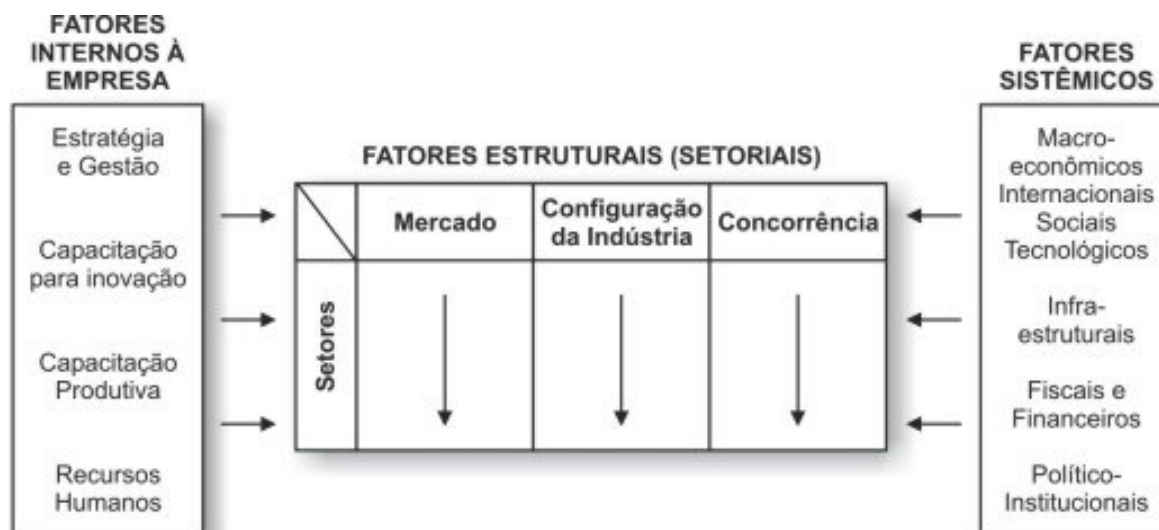 FATORES
INTERNOS À
EMPRESA
Estratégia
e Gestão
Capacitação
para inovação
Capacitação
Produtiva
Recursos
Humanos
FATORES ESTRUTURAIS (SETORIAIS)
Mercado
Configuração
da Indústria
Concorrência
Setores
FATORES
SISTÊMICOS
Macro-
econômicos
Internacionais
Sociais
Tecnológicos
Infra-
estruturais
Fiscais e
Financeiros
Político-
Institucionais